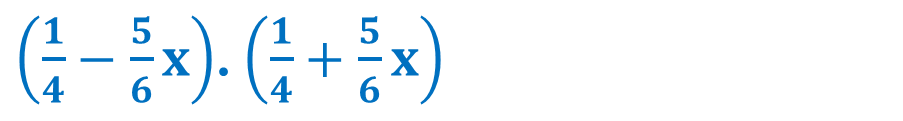 (1/4 − 5/6 x) . (1/4 + 5/6 x)